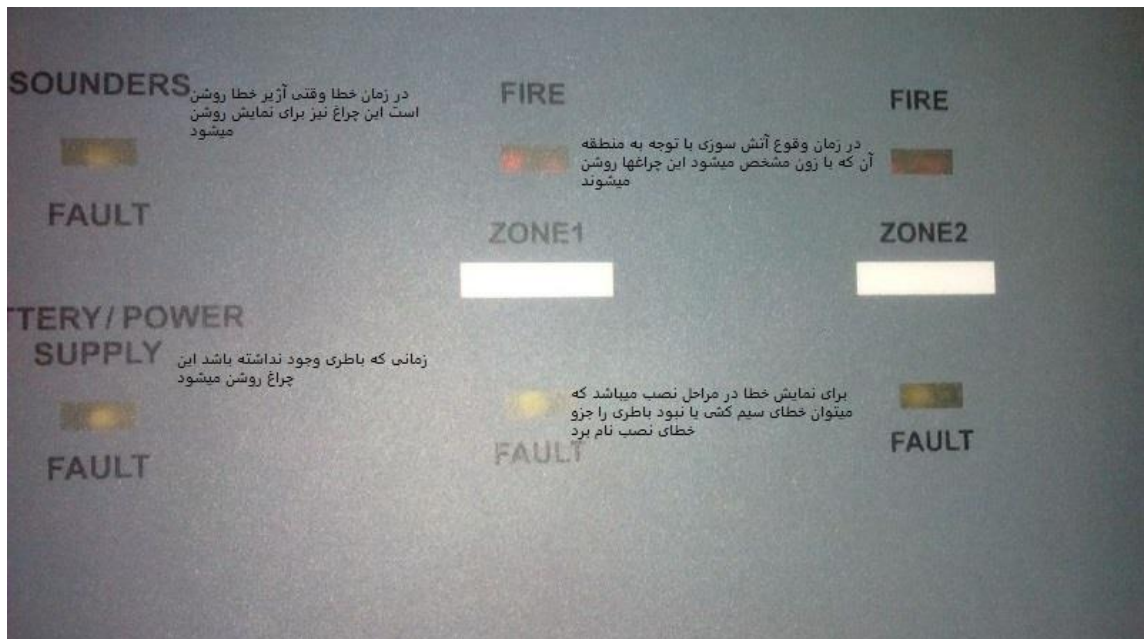 SOUNDERS
در زمان خطا وقتی آژیر خطا روشن
است این چراغ نیز برای نمایش روشن
میشود
FAULT
FIRE
در زمان وقوع آتش سوزی با توجه به منطقه
آن که با زون مشخص میشود این چراغها روشن
میشوند
ZONE1
FIRE
ZONE2
TTERY/POWER
SUPPLY
زمانی که باطری وجود نداشته باشد این
چراغ روشن میشود
FAULT
برای نمایش خطا در مراحل نصب میباشد که
میتوان خطای سیم کشی یا نبود باطری را جزو
خطای نصب نام برد
FAULT
FAULT